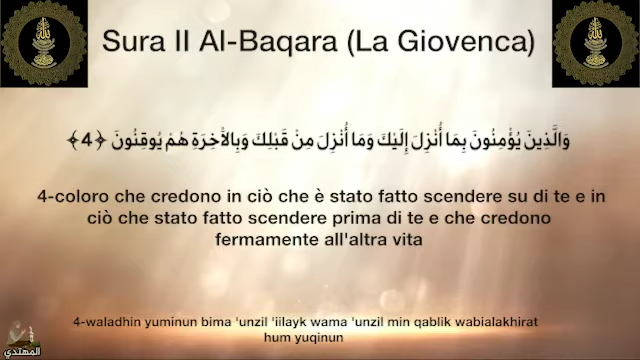 Sura II Al-Baqara (La Giovenca)
وَالَّذِينَ يُؤْمِنُونَ بِمَا أُنْزِلَ إِلَيْكَ وَمَا أُنْزِلَ مِنْ قَبْلِكَ وَبِالْآخِرَةِ هُمْ يُوقِنُونَ ﴿4﴾
4-coloro che credono in ciò che è stato fatto scendere su di te e in
ciò che stato fatto scendere prima di te e che credono
fermamente all'altra vita
4-waladhin yuminun bima 'unzil 'iilayk wama 'unzil min qablik wabialakhirat
hum yuqinun
المهتدي